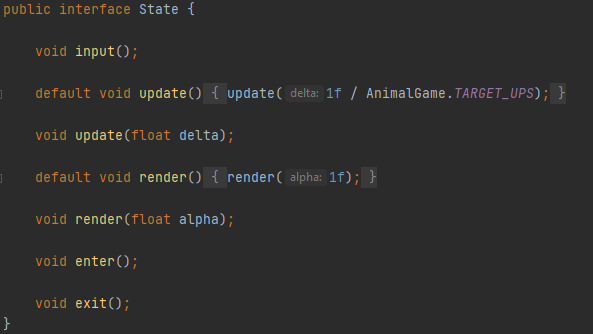 public interface State {
void input();
default void update() { update( delta: 1f / AnimalGame.TARGET_UPS); }
void update(float delta);
default void render() { render( alpha: 1f); }
void render(float alpha);
void enter();
void exit();
}